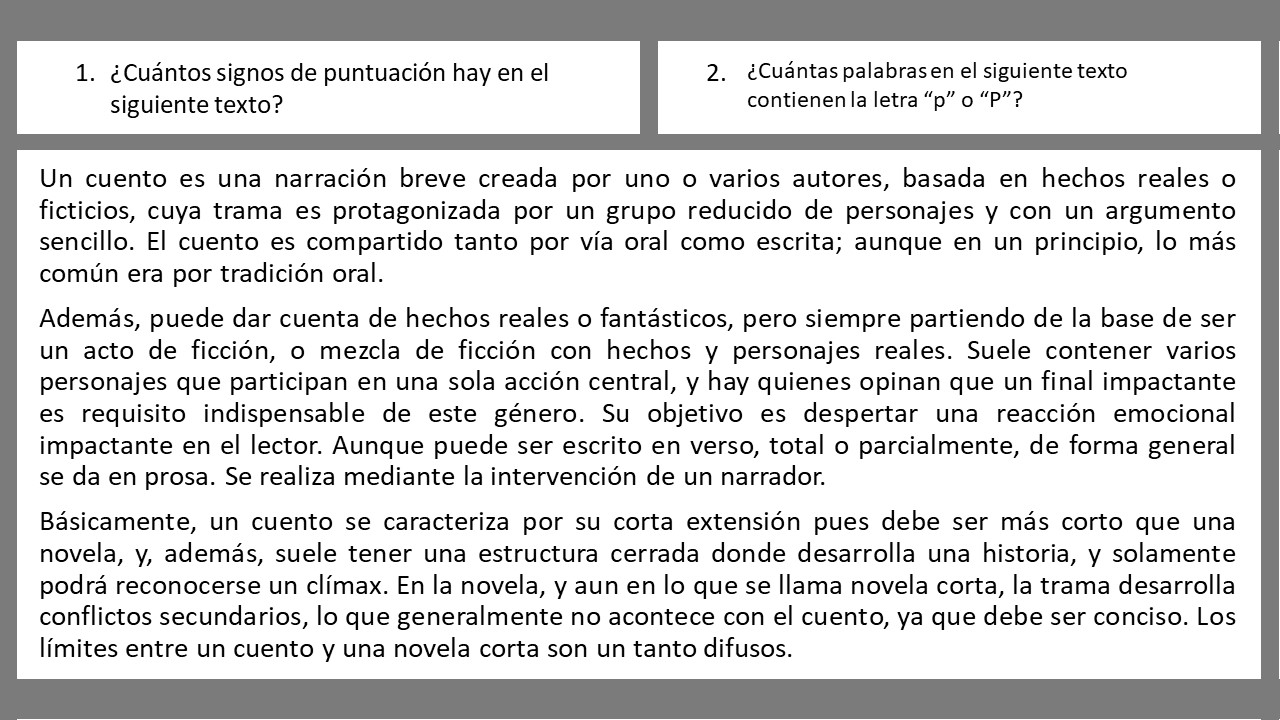 1. ¿Cuántos signos de puntuación hay en el
siguiente texto?
2. ¿Cuántas palabras en el siguiente texto
contienen la letra “p” o “P”?
Un cuento es una narración breve creada por uno o varios autores, basada en hechos reales o
ficticios, cuya trama es protagonizada por un grupo reducido de personajes y con un argumento
sencillo. El cuento es compartido tanto por vía oral como escrita; aunque en un principio, lo más
común era por tradición oral.
Además, puede dar cuenta de hechos reales o fantásticos, pero siempre partiendo de la base de ser
un acto de ficción, o mezcla de ficción con hechos y personajes reales. Suele contener varios
personajes que participan en una sola acción central, y hay quienes opinan que un final impactante
es requisito indispensable de este género. Su objetivo es despertar una reacción emocional
impactante en el lector. Aunque puede ser escrito en verso, total o parcialmente, de forma general
se da en prosa. Se realiza mediante la intervención de un narrador.
Básicamente, un cuento se caracteriza por su corta extensión pues debe ser más corto que una
novela, y, además, suele tener una estructura cerrada donde desarrolla una historia, y solamente
podrá reconocerse un clímax. En la novela, y aun en lo que se llama novela corta, la trama desarrolla
conflictos secundarios, lo que generalmente no acontece con el cuento, ya que debe ser conciso. Los
límites entre un cuento y una novela corta son un tanto difusos.